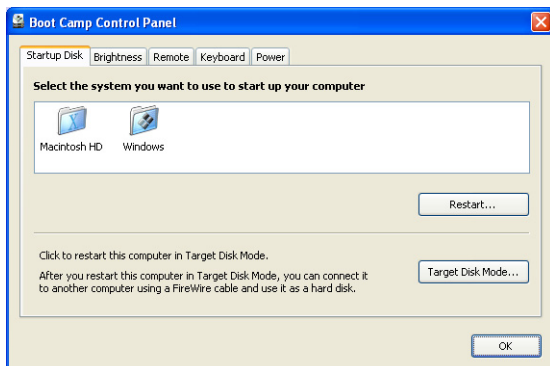 Boot Camp Control Panel
Startup Disk Brightness Remote Keyboard Power
Select the system you want to use to start up your computer
Macintosh HD Windows
Restart...
Click to restart this computer in Target Disk Mode.
After you restart this computer in Target Disk Mode, you can connect it
to another computer using a FireWire cable and use it as a hard disk.
Target Disk Mode...
OK